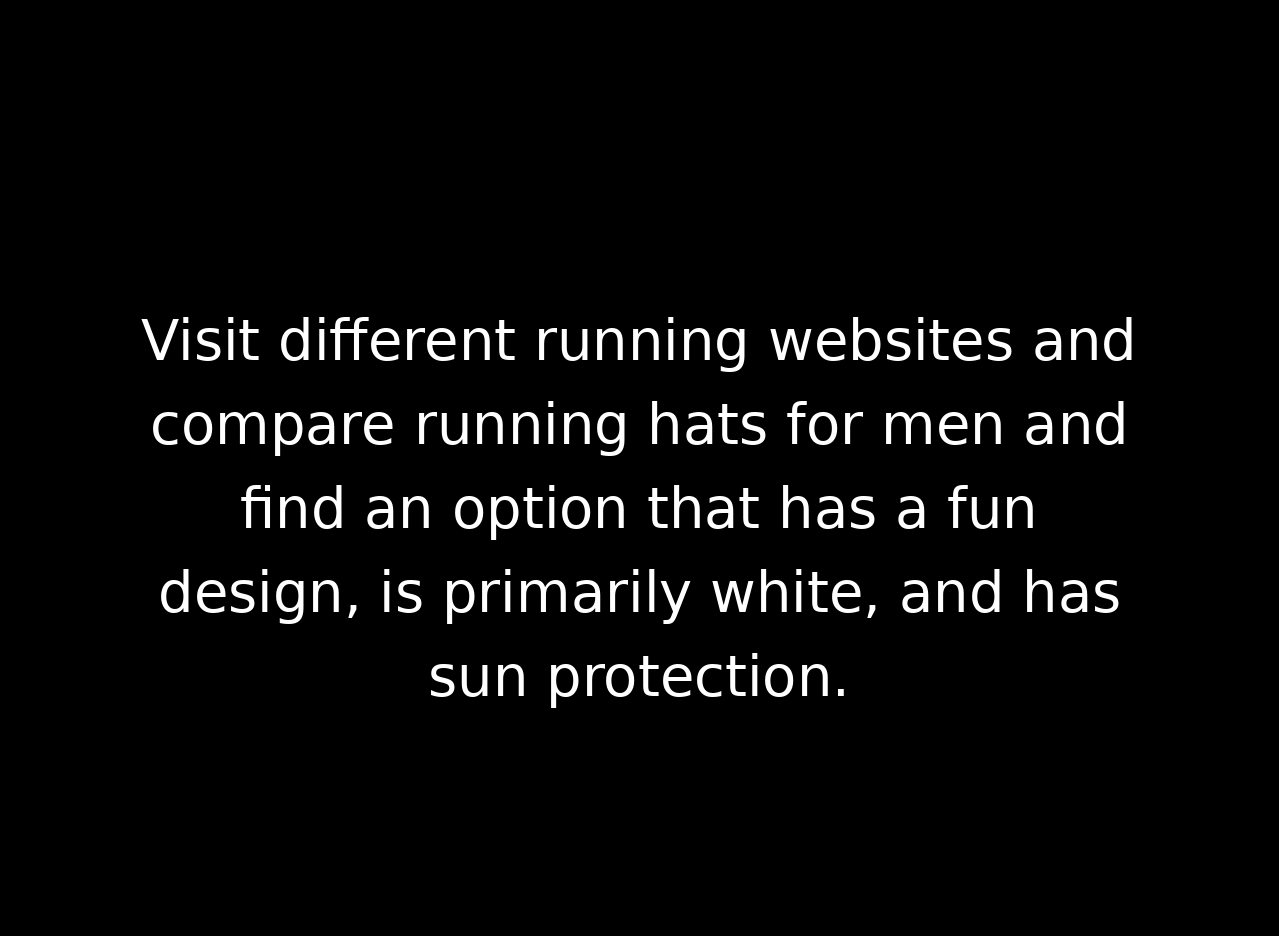 Visit different running websites and
compare running hats for men and
find an option that has a fun
design, is primarily white, and has
sun protection.